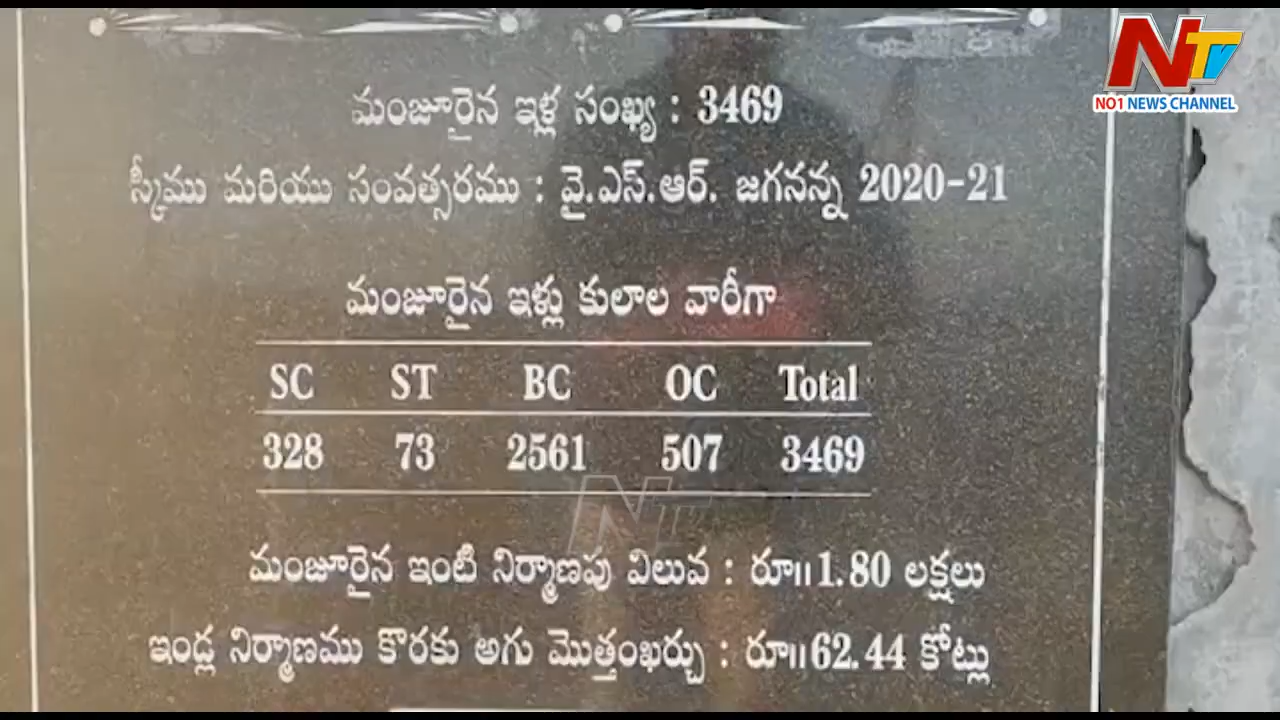 NTV
NO1 NEWS CHANNEL
మంజూరైన ఇళ్ల సంఖ్య : 3469
స్కీము మరియు సంవత్సరము : వై.ఎస్.ఆర్. జగనన్న 2020-21
మంజూరైన ఇళ్లు కులాల వారీగా
SC ST BC OC Total
328 73 2561 507 3469
NTV
మంజూరైన ఇంటి నిర్మాణపు విలువ : రూ॥1.80 లక్షలు
ఇండ్ల నిర్మాణము కొరకు అగు మొత్తంఖర్చు : రూ॥62.44 కోట్లు